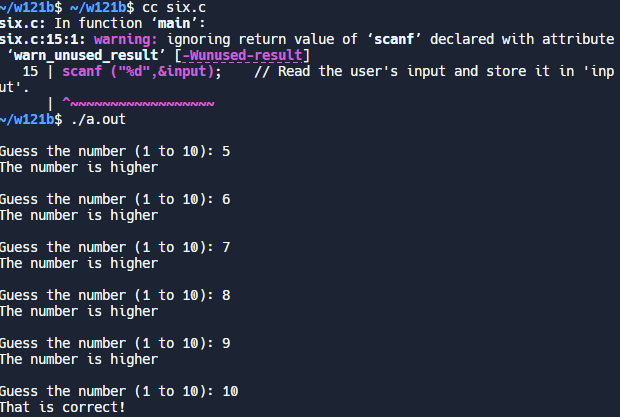 ~/w121b$ ~/w121b$ cc six.c
six.c: In function ‘main’:
six.c:15:1: warning: ignoring return value of ‘scanf’ declared with attribute
‘warn_unused_result’ [-Wunused-result]
15 | scanf ("%d",&input);    // Read the user's input and store it in 'inp
ut'.
| ^~~~~~~~~~~~~~~~~~~
~/w121b$ ./a.out
Guess the number (1 to 10): 5
The number is higher
Guess the number (1 to 10): 6
The number is higher
Guess the number (1 to 10): 7
The number is higher
Guess the number (1 to 10): 8
The number is higher
Guess the number (1 to 10): 9
The number is higher
Guess the number (1 to 10): 10
That is correct!